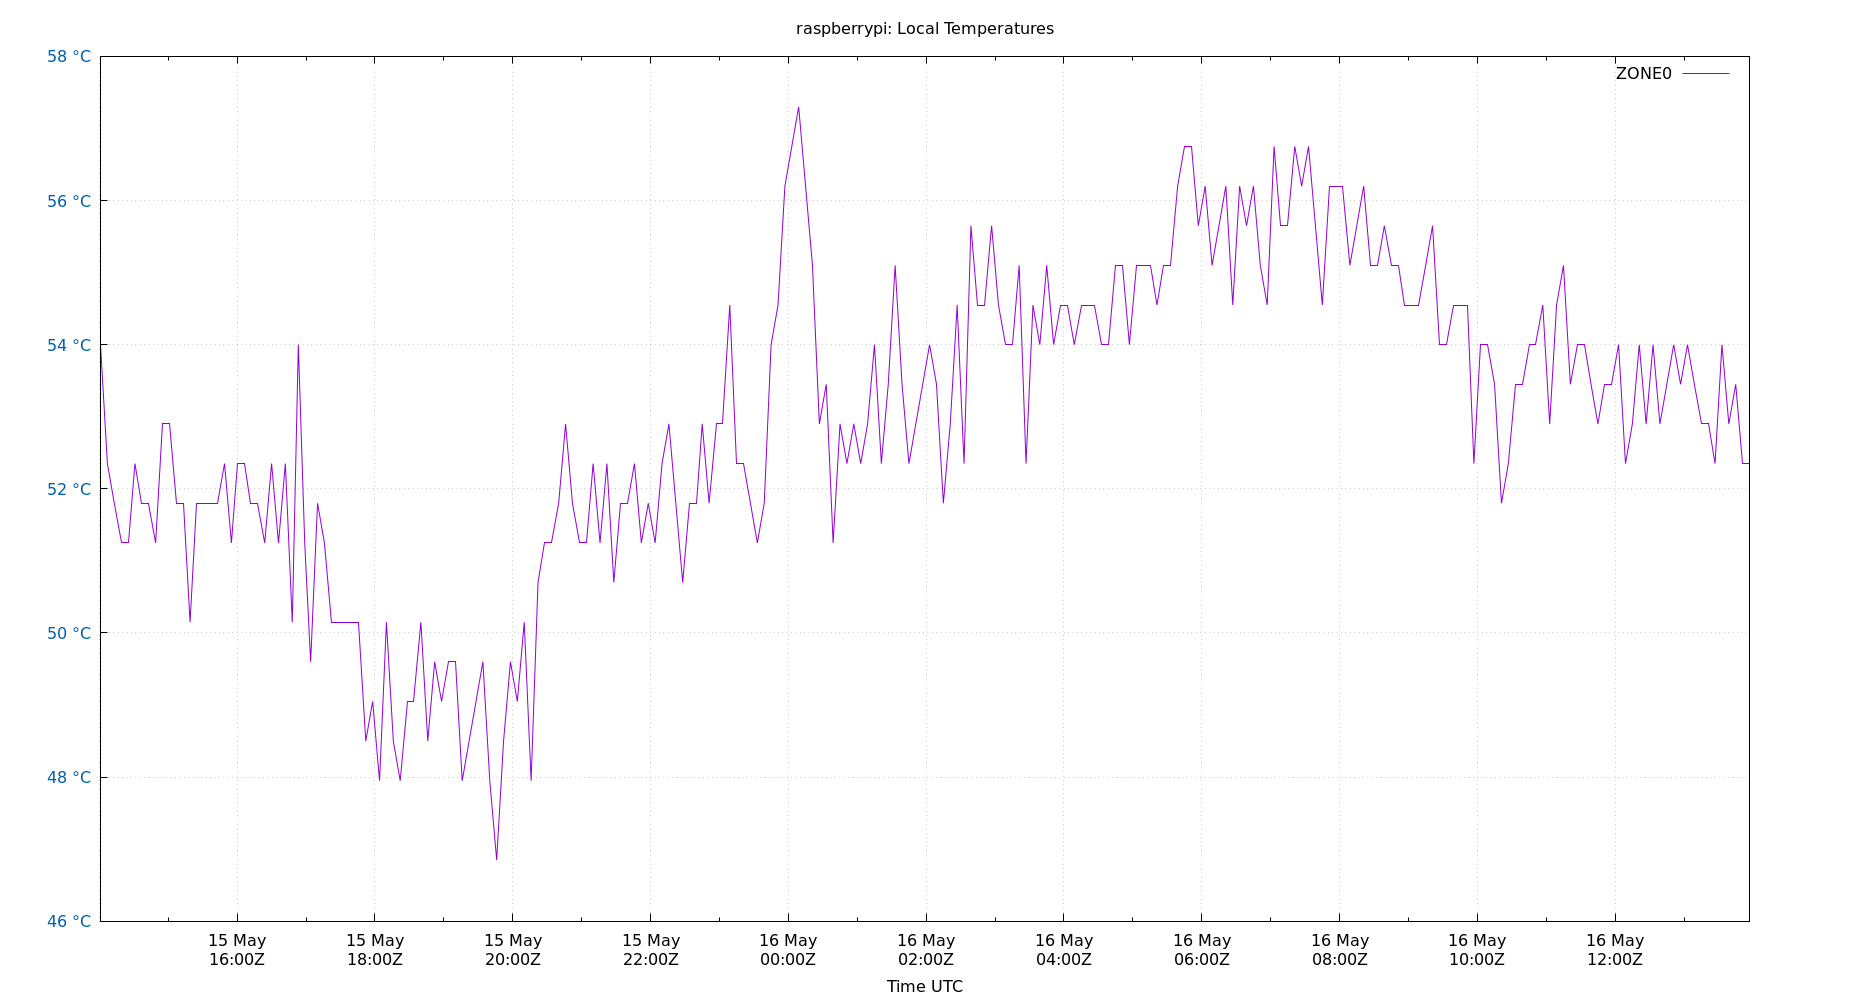 raspberrypi: Local Temperatures
58 °C
ZONE0
56 °C
54 °C
52 °C
50 °C
48 °C
46 °C
15 May 15 May 15 May 15 May 16 May 16 May 16 May 16 May 16 May 16 May 16 May
16:00Z 18:00Z 20:00Z 22:00Z 00:00Z 02:00Z 04:00Z 06:00Z 08:00Z 10:00Z 12:00Z
Time UTC